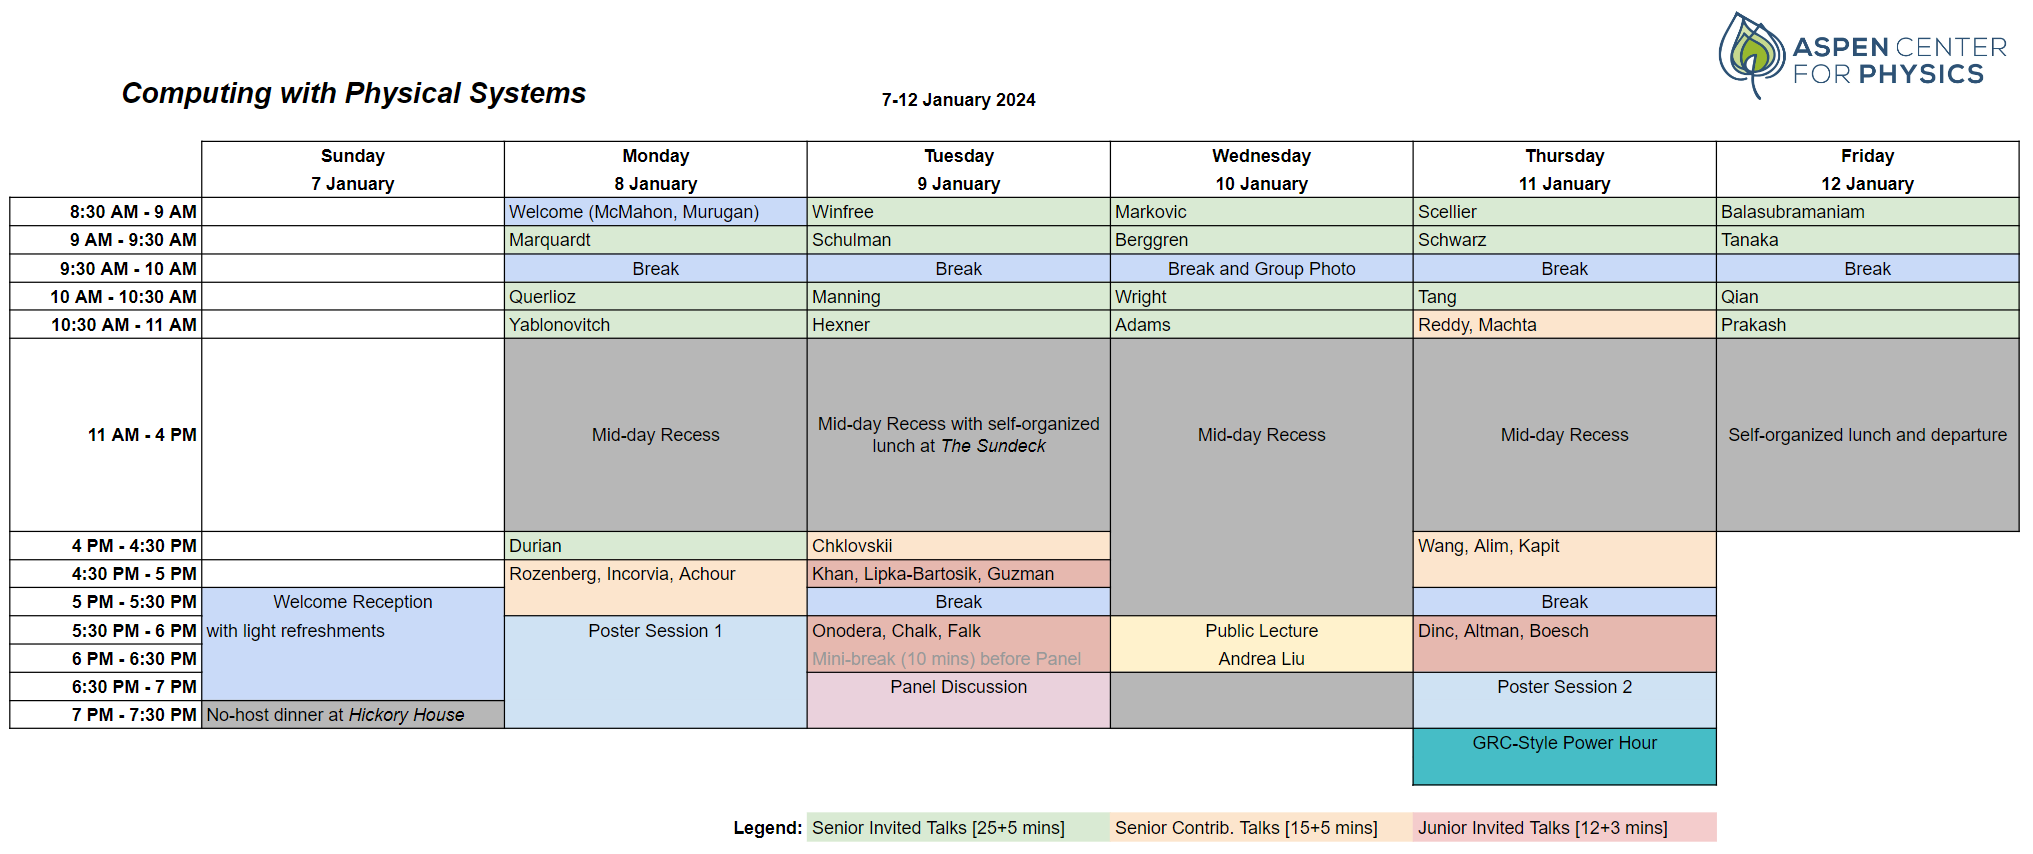 ASPEN CENTER
FOR PHYSICS
Computing with Physical Systems
7-12 January 2024
Sunday Monday Tuesday Wednesday Thursday Friday
7 January 8 January 9 January 10 January 11 January 12 January
8:30 AM - 9 AM Welcome (McMahon, Murugan) Winfree Markovic Scellier Balasubramaniam
9 AM - 9:30 AM Marquardt Schulman Berggren Schwarz Tanaka
9:30 AM - 10 AM Break Break Break and Group Photo Break Break
10 AM - 10:30 AM Querlioz Manning Wright Tang Qian
10:30 AM - 11 AM Yablonovitch Hexner Adams Reddy, Machta Prakash
11 AM - 4 PM Mid-day Recess Mid-day Recess with self-organized
lunch at The Sundeck Mid-day Recess Mid-day Recess Self-organized lunch and departure
4 PM - 4:30 PM Durian Chklovskii Wang, Alim, Kapit
4:30 PM - 5 PM Rozenberg, Incorvia, Achour Khan, Lipka-Bartosik, Guzman
5 PM - 5:30 PM Welcome Reception Break Break
5:30 PM - 6 PM with light refreshments Poster Session 1 Onodera, Chalk, Falk Public Lecture Dinc, Altman, Boesch
6 PM - 6:30 PM Mini-break (10 mins) before Panel Andrea Liu
6:30 PM - 7 PM Panel Discussion Poster Session 2
7 PM - 7:30 PM No-host dinner at Hickory House
GRC-Style Power Hour
Legend: Senior Invited Talks [25+5 mins] Senior Contrib. Talks [15+5 mins] Junior Invited Talks [12+3 mins]